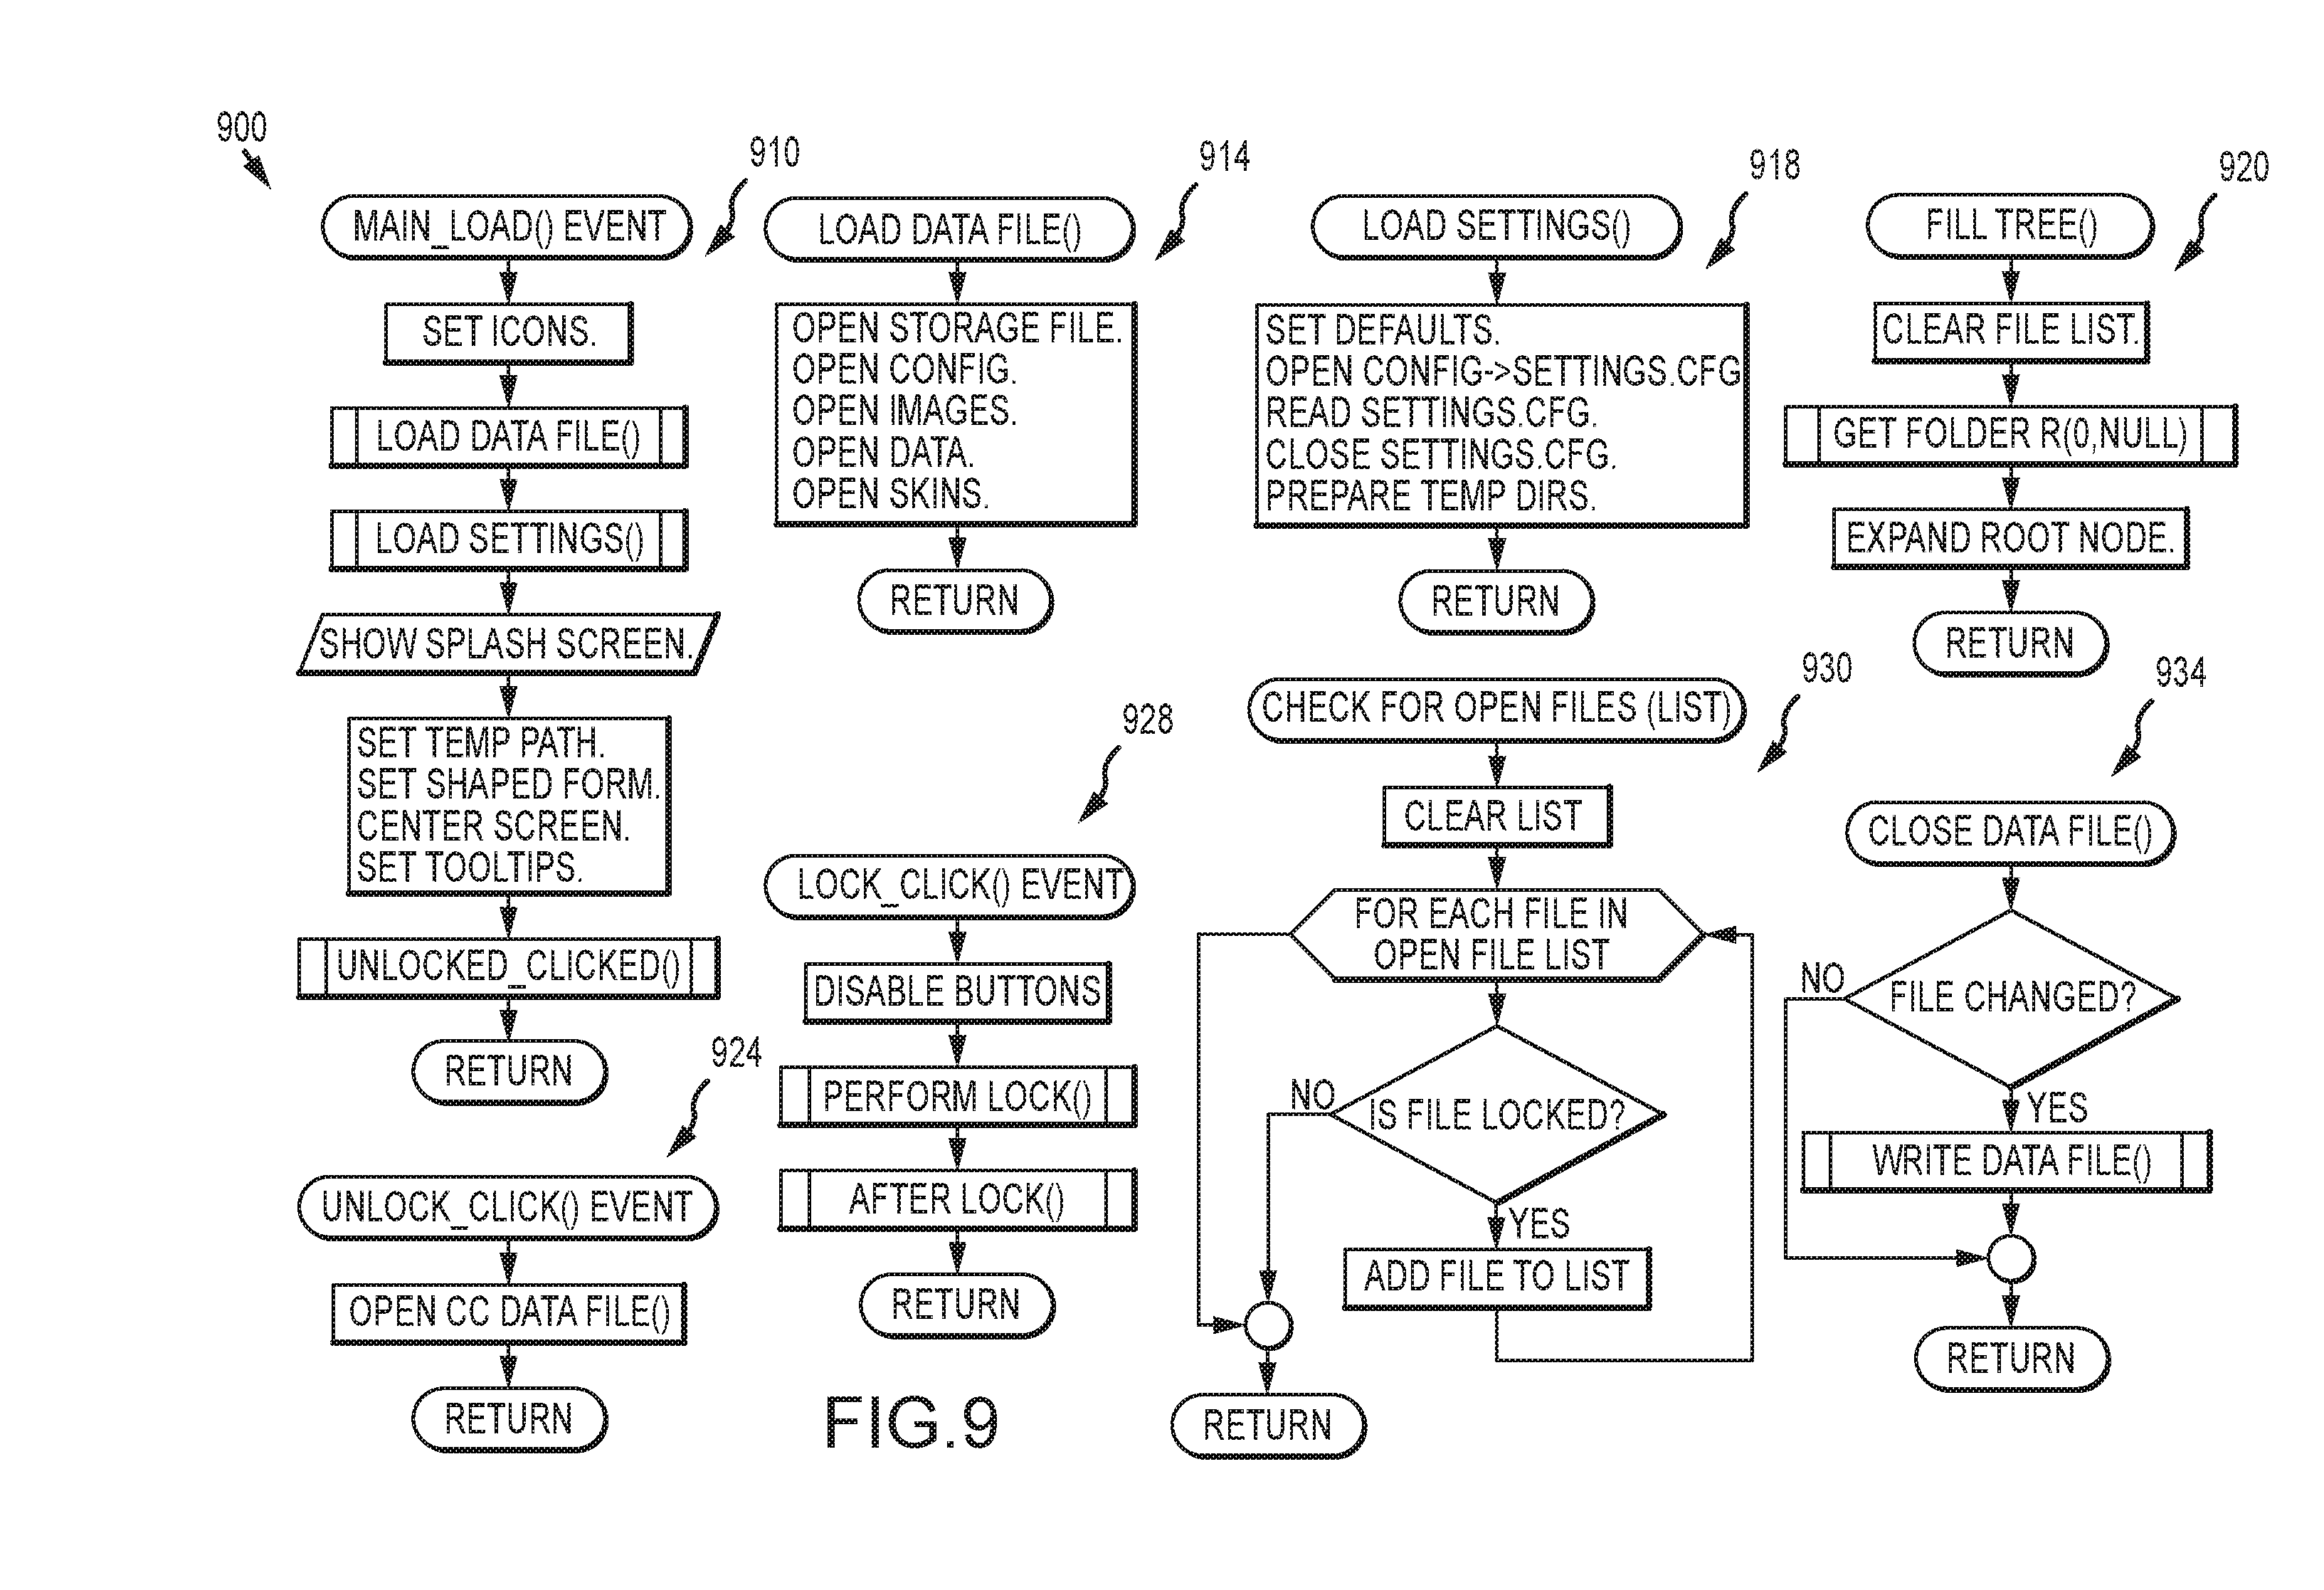 900
910
MAIN_LOAD() EVENT
SET ICONS.
LOAD DATA FILE()
LOAD SETTINGS()
SHOW SPLASH SCREEN.
SET TEMP PATH.
SET SHAPED FORM.
CENTER SCREEN.
SET TOOLTIPS.
UNLOCKED_CLICKED()
RETURN
924
UNLOCK_CLICK() EVENT
OPEN CC DATA FILE()
RETURN
914
LOAD DATA FILE()
OPEN STORAGE FILE.
OPEN CONFIG.
OPEN IMAGES.
OPEN DATA.
OPEN SKINS.
RETURN
928
LOCK_CLICK() EVENT
DISABLE BUTTONS
PERFORM LOCK()
AFTER LOCK()
RETURN
918
LOAD SETTINGS()
SET DEFAULTS.
OPEN CONFIG->SETTINGS.CFG
READ SETTINGS.CFG.
CLOSE SETTINGS.CFG.
PREPARE TEMP DIRS.
RETURN
930
CHECK FOR OPEN FILES (LIST)
CLEAR LIST
FOR EACH FILE IN
OPEN FILE LIST
NO
IS FILE LOCKED?
YES
ADD FILE TO LIST
RETURN
920
FILL TREE()
CLEAR FILE LIST.
GET FOLDER R(0,NULL)
EXPAND ROOT NODE.
RETURN
934
CLOSE DATA FILE()
NO
FILE CHANGED?
YES
WRITE DATA FILE()
RETURN
FIG.9